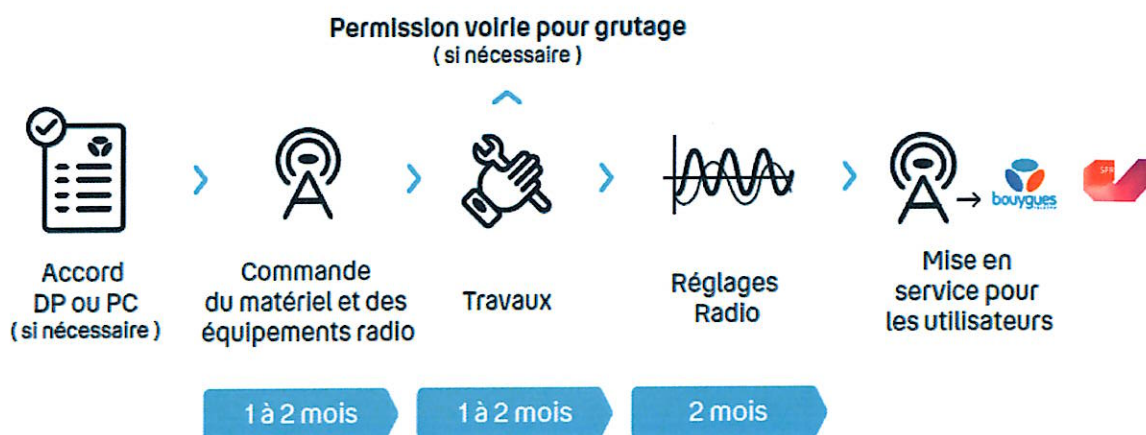 Permission voirie pour grutage
( si nécessaire )
Accord
DP ou PC
( si nécessaire )
Commande
du matériel et des
équipements radio
Travaux
Réglages
Radio
bouygues
SFR
Mise en
service pour
les utilisateurs
1 à 2 mois
1 à 2 mois
2 mois